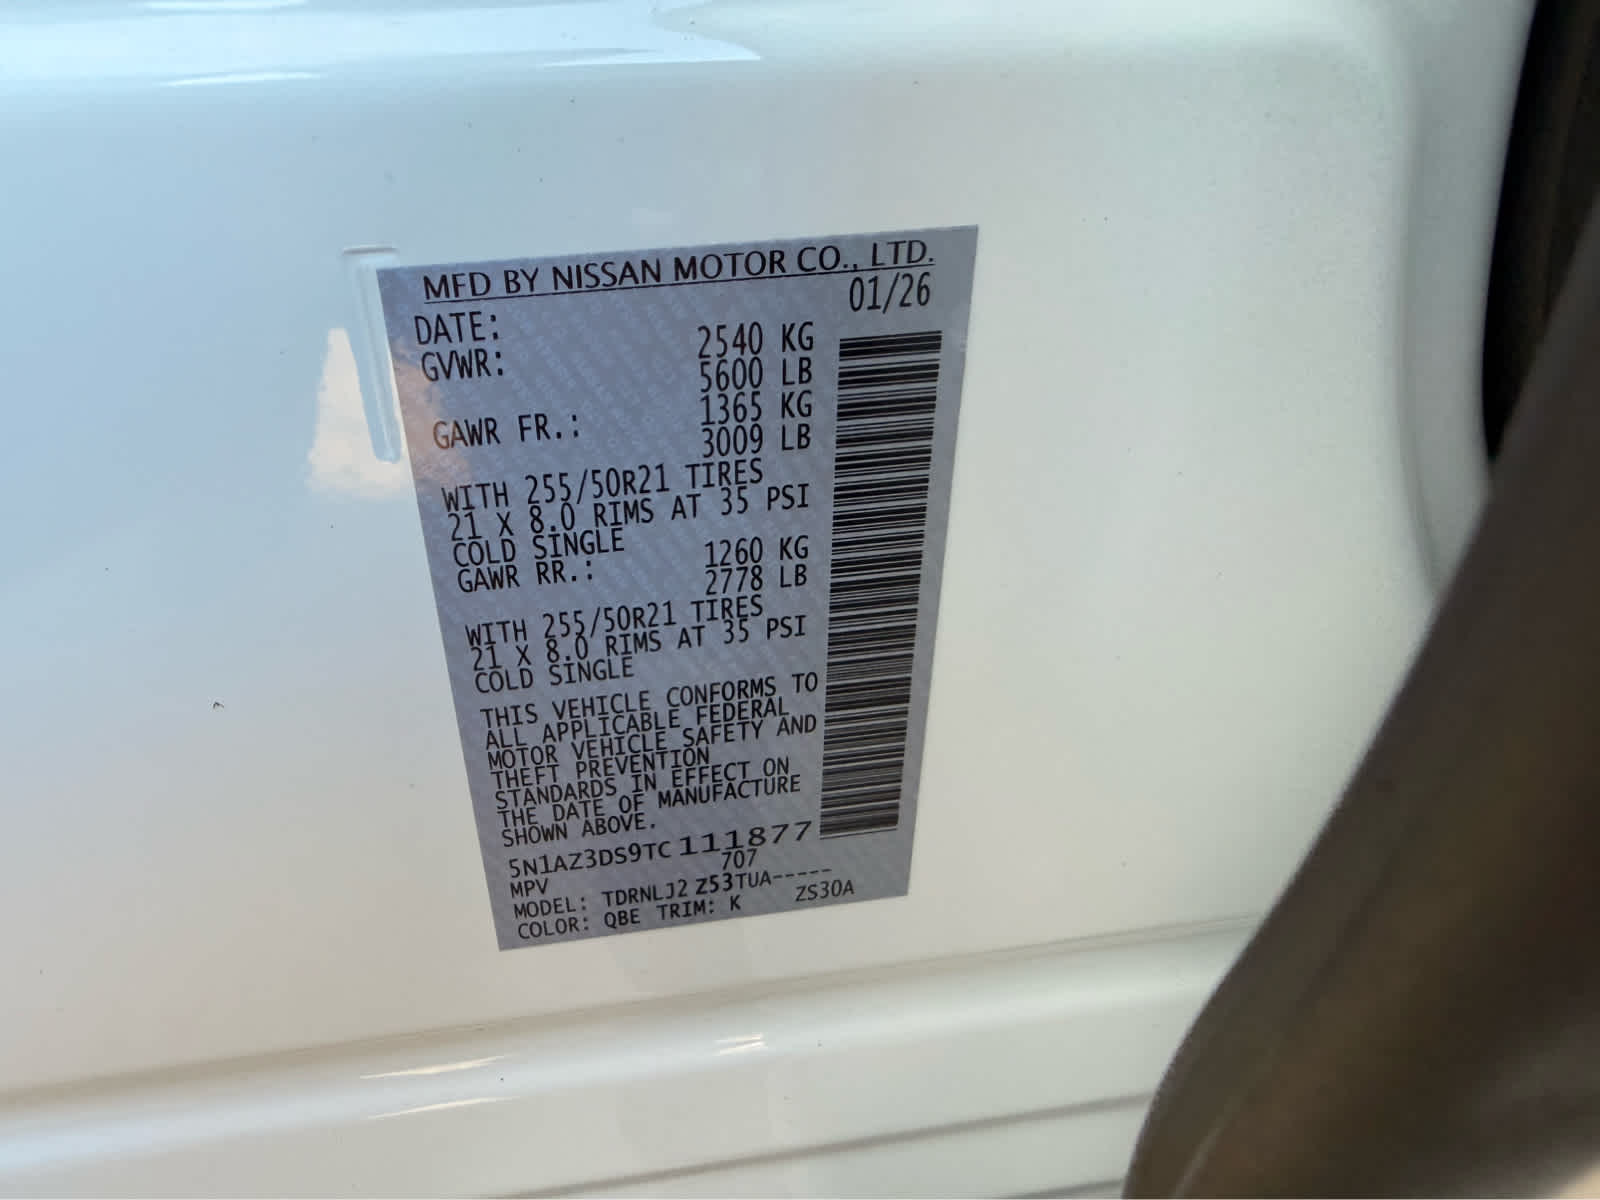 MFD BY NISSAN MOTOR CO., LTD.
DATE: 01/26
GVWR: 2540 KG
5600 LB
GAWR FR.: 1365 KG
3009 LB
WITH 255/50R21 TIRES
21 X 8.0 RIMS AT 35 PSI
COLD SINGLE
GAWR RR.: 1260 KG
2778 LB
WITH 255/50R21 TIRES
21 X 8.0 RIMS AT 35 PSI
COLD SINGLE
THIS VEHICLE CONFORMS TO
ALL APPLICABLE FEDERAL
MOTOR VEHICLE SAFETY AND
THEFT PREVENTION
STANDARDS IN EFFECT ON
THE DATE OF MANUFACTURE
SHOWN ABOVE.
5N1AZ3DS9TC111877
MPV 707
MODEL: TDRNLJ2 Z53TUA-----
COLOR: QBE TRIM: K ZS30A